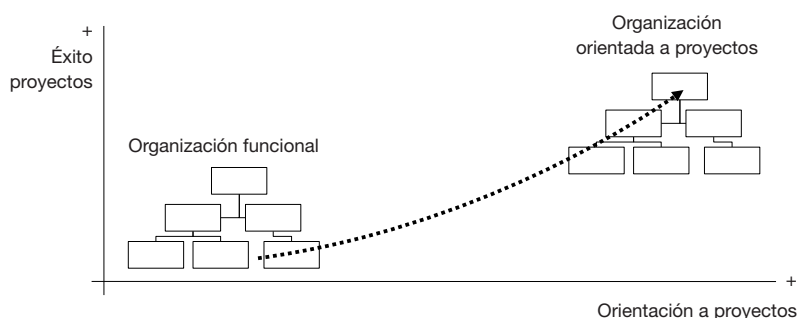 +
Éxito
proyectos
Organización
orientada a proyectos
Organización funcional
+
Orientación a proyectos